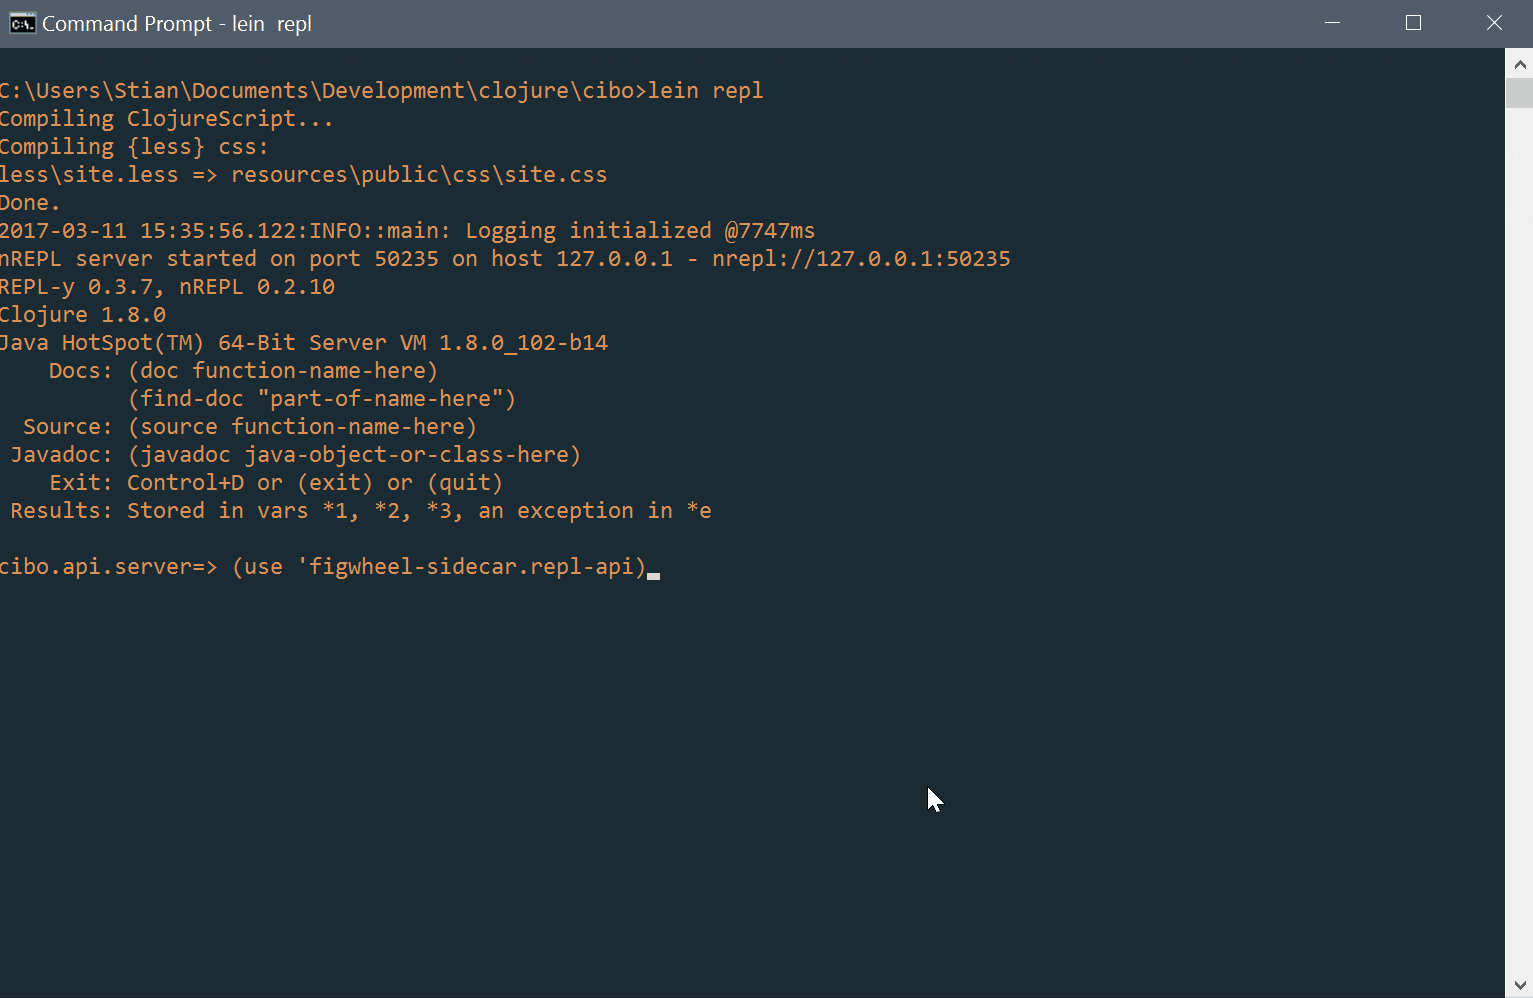 Command Prompt - lein  repl
C:\Users\Stian\Documents\Development\clojure\cibo>lein repl
Compiling ClojureScript...
Compiling {less} css:
less\site.less => resources\public\css\site.css
Done.
2017-03-11 15:35:56.122:INFO::main: Logging initialized @7747ms
nREPL server started on port 50235 on host 127.0.0.1 - nrepl://127.0.0.1:50235
REPL-y 0.3.7, nREPL 0.2.10
Clojure 1.8.0
Java HotSpot(TM) 64-Bit Server VM 1.8.0_102-b14
    Docs: (doc function-name-here)
          (find-doc "part-of-name-here")
  Source: (source function-name-here)
 Javadoc: (javadoc java-object-or-class-here)
    Exit: Control+D or (exit) or (quit)
 Results: Stored in vars *1, *2, *3, an exception in *e
cibo.api.server=> (use 'figwheel-sidecar.repl-api)